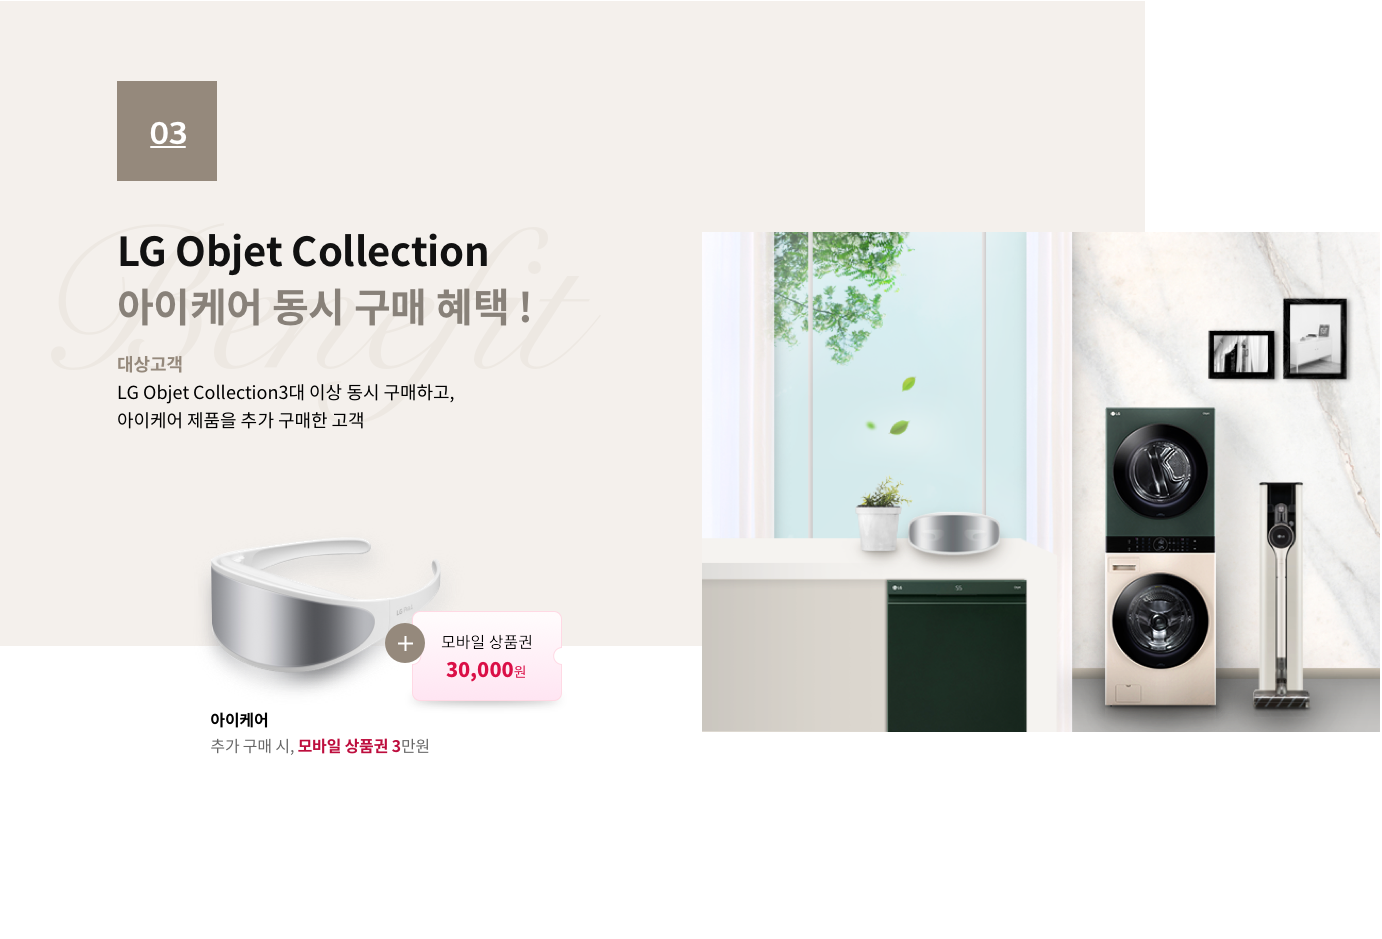 03
Benefit
LG Objet Collection
아이케어 동시 구매 혜택 !
대상고객
LG Objet Collection3대 이상 동시 구매하고,
아이케어 제품을 추가 구매한 고객
모바일 상품권
30,000원
아이케어
추가 구매 시, 모바일 상품권 3만원
LG
LG
LG